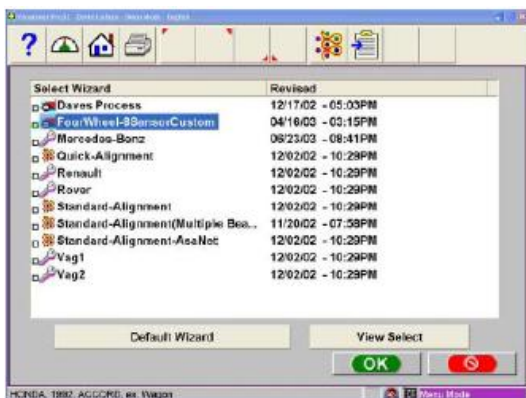 ?
Select Wizard Revised
Daves Process 12/17/02 - 05:03PM
FourWheel-8SensorCustom 04/16/03 - 03:15PM
Mercedes-Benz 06/23/03 - 08:41PM
Quick-Alignment 12/02/02 - 10:29PM
Renault 12/02/02 - 10:29PM
Rover 12/02/02 - 10:29PM
Standard-Alignment 12/02/02 - 10:29PM
Standard-Alignment(Multiple Bea... 11/20/02 - 07:58PM
Standard-Alignment-AsaNet 12/02/02 - 10:29PM
Vag1 12/02/02 - 10:29PM
Vag2 12/02/02 - 10:29PM
Default Wizard View Select
OK
HONDA, 1992, ACCORD, ex, Wagon Menu Mode